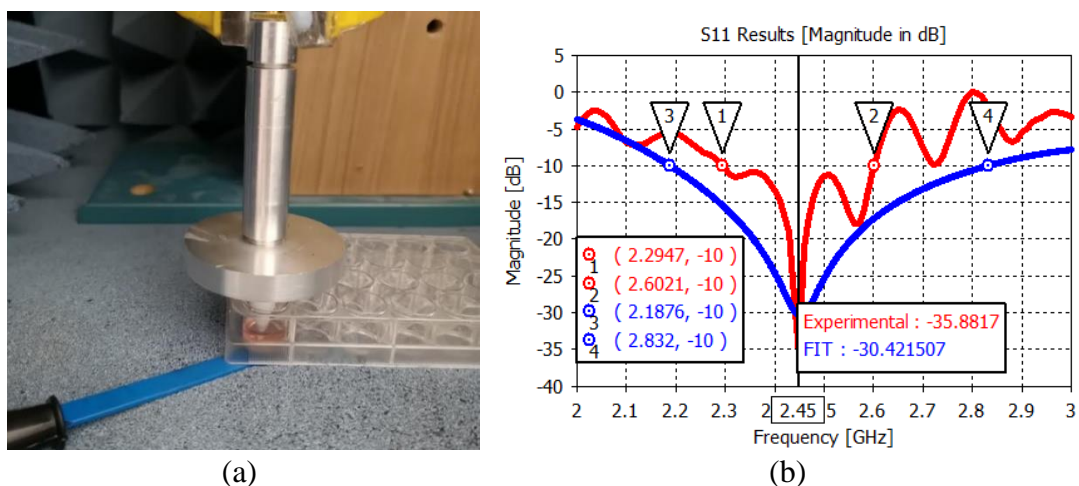 S11 Results [Magnitude in dB]
5
0
-5
-10
-15
-20
-25
-30
-35
-40
Magnitude [dB]
3
1
2
4
1 ( 2.2947, -10 )
2 ( 2.6021, -10 )
3 ( 2.1876, -10 )
4 ( 2.832, -10 )
Experimental : -35.8817
FIT : -30.421507
2 2.1 2.2 2.3 2 2.45 5 2.6 2.7 2.8 2.9 3
Frequency [GHz]
(a) (b)